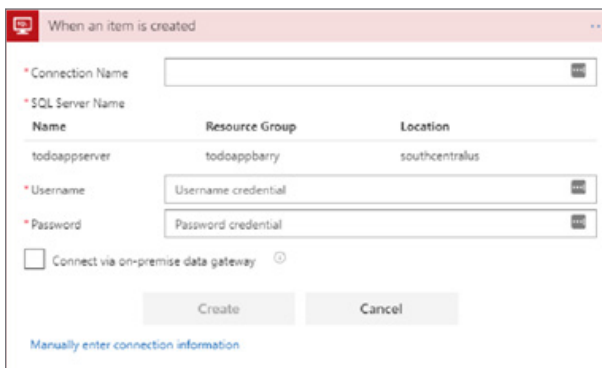 When an item is created
* Connection Name
* SQL Server Name
Name Resource Group Location
todoappserver todoappbarry southcentralus
* Username Username credential
* Password Password credential
Connect via on-premise data gateway
Create Cancel
Manually enter connection information